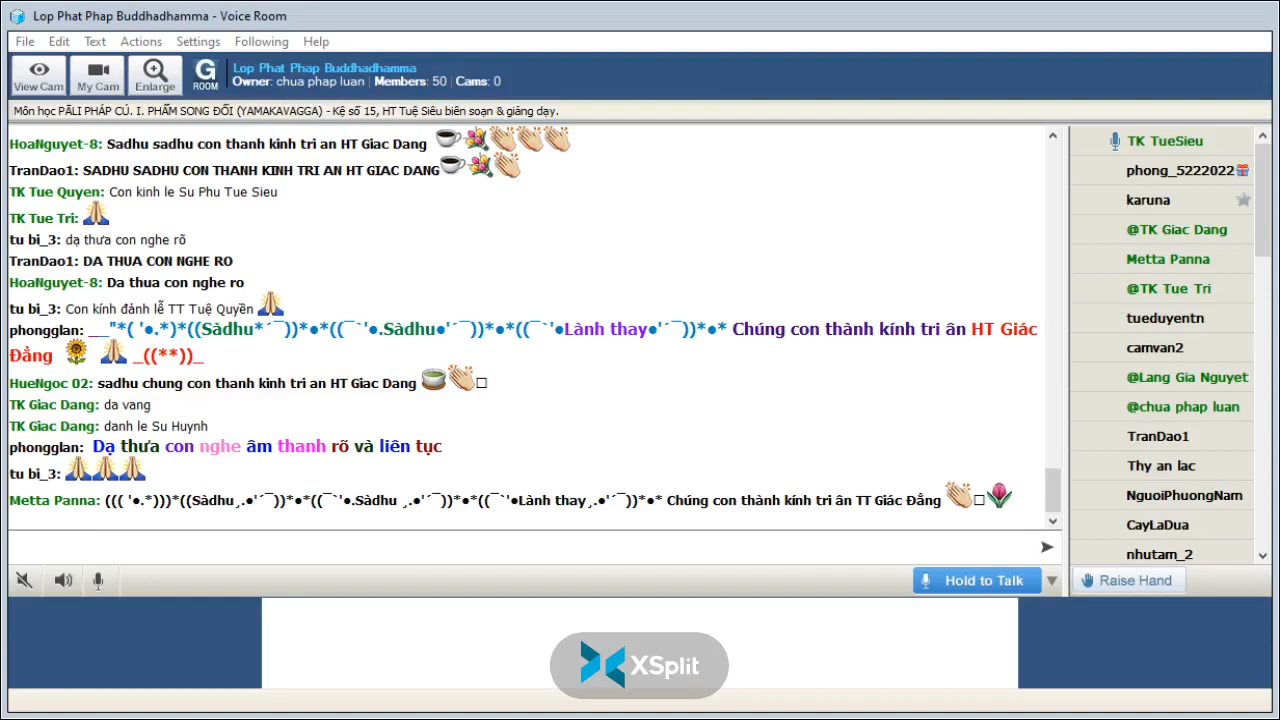 Lop Phat Phap Buddhadhamma - Voice Room
File Edit Text Actions Settings Following Help
View Cam My Cam Enlarge G ROOM
Lop Phat Phap Buddhadhamma
Owner: chua phap luan | Members: 50 | Cams: 0
Môn học PĀLI PHÁP CÚ. I. PHẨM SONG ĐỐI (YAMAKAVAGGA) - Kệ số 15, HT Tuệ Siêu biên soạn & giảng dạy.
HoaNguyet-8: Sadhu sadhu con thanh kinh tri an HT Giac Dang
TranDao1: SADHU SADHU CON THANH KINH TRI AN HT GIAC DANG
TK Tue Quyen: Con kinh le Su Phu Tue Sieu
TK Tue Tri:
tu bi_3: dạ thưa con nghe rõ
TranDao1: DA THUA CON NGHE RO
HoaNguyet-8: Da thua con nghe ro
tu bi_3: Con kính đảnh lễ TT Tuệ Quyền
phongglan: __"*( '●.*)*((Sàdhu*´¯))*●*((¯`'●.Sàdhu●'´¯))*●*((¯`'●Lành thay●'´¯))*●* Chúng con thành kính tri ân HT Giác
Đẳng _((**))_
HueNgoc 02: sadhu chung con thanh kinh tri an HT Giac Dang
TK Giac Dang: da vang
TK Giac Dang: danh le Su Huynh
phongglan: Dạ thưa con nghe âm thanh rõ và liên tục
tu bi_3:
Metta Panna: ((( '●.*)))*((Sàdhu¸.●'´¯))*●*((¯`'●.Sàdhu ¸.●'´¯))*●*((¯`'●Lành thay¸.●'´¯))*●* Chúng con thành kính tri ân TT Giác Đẳng
Hold to Talk
TK TueSieu
phong_5222022
karuna
@TK Giac Dang
Metta Panna
@TK Tue Tri
tueduyentn
camvan2
@Lang Gia Nguyet
@chua phap luan
TranDao1
Thy an lac
NguoiPhuongNam
CayLaDua
nhutam_2
Raise Hand
XSplit